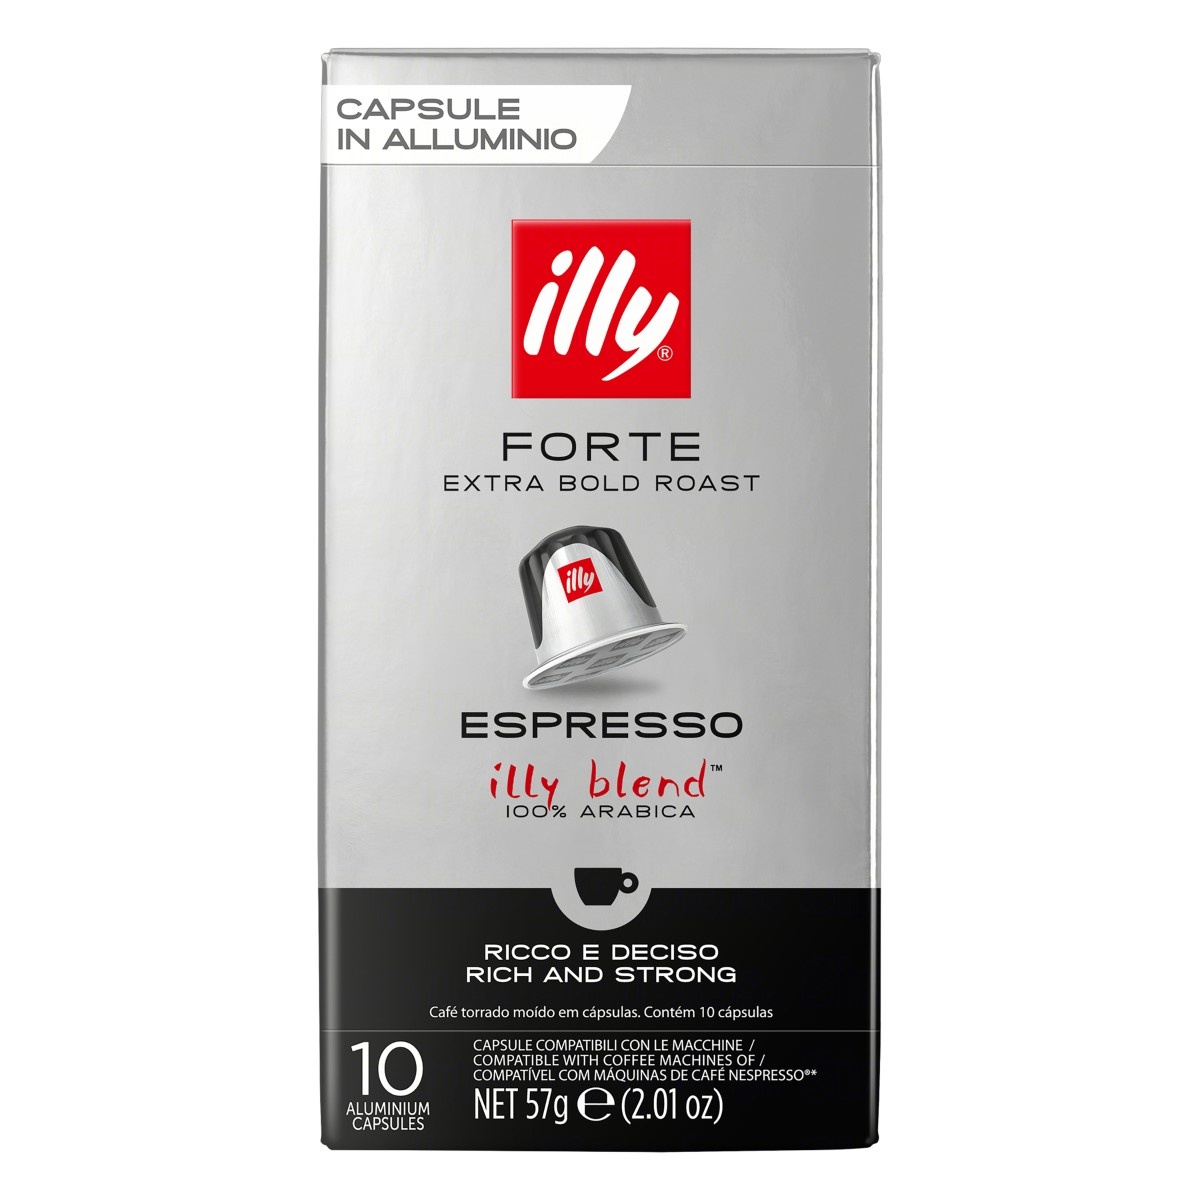 CAPSULE
IN ALLUMINIO
illy®
FORTE
EXTRA BOLD ROAST
illy
ESPRESSO
illy blend™
100% ARABICA
RICCO E DECISO
RICH AND STRONG
Café torrado moído em cápsulas. Contém 10 cápsulas
10
ALUMINIUM
CAPSULES
CAPSULE COMPATIBILI CON LE MACCHINE /
COMPATIBLE WITH COFFEE MACHINES OF /
COMPATÍVEL COM MÁQUINAS DE CAFÉ NESPRESSO®*
NET 57g ℮ (2.01 oz)